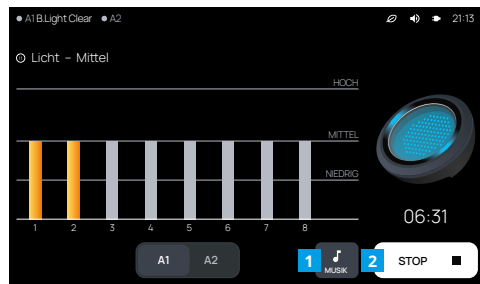 A1 B.Light Clear A2 21:13
Licht – Mittel
HOCH
MITTEL
NIEDRIG
1 2 3 4 5 6 7 8
06:31
A1 A2
1 MUSIK
2 STOP